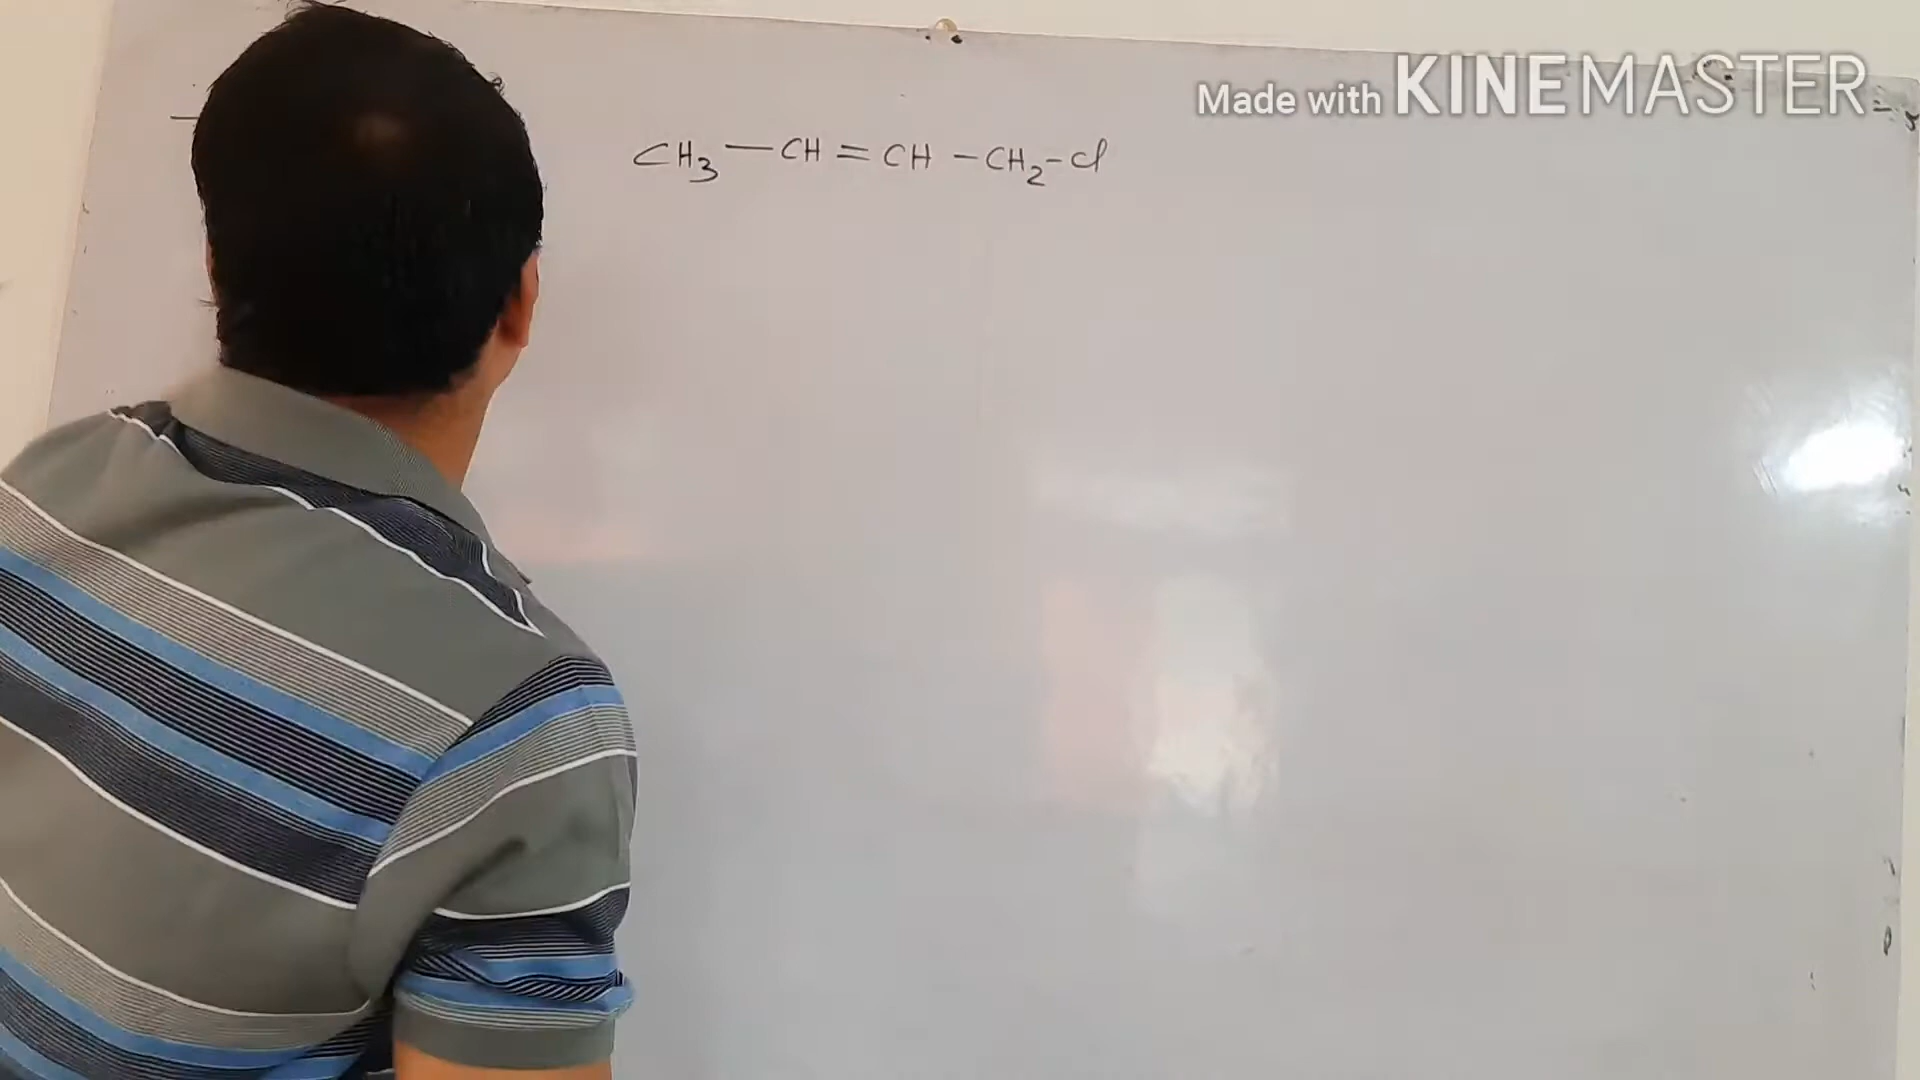 Made with KINEMASTER
CH₃ — CH = CH – CH₂ – Cl